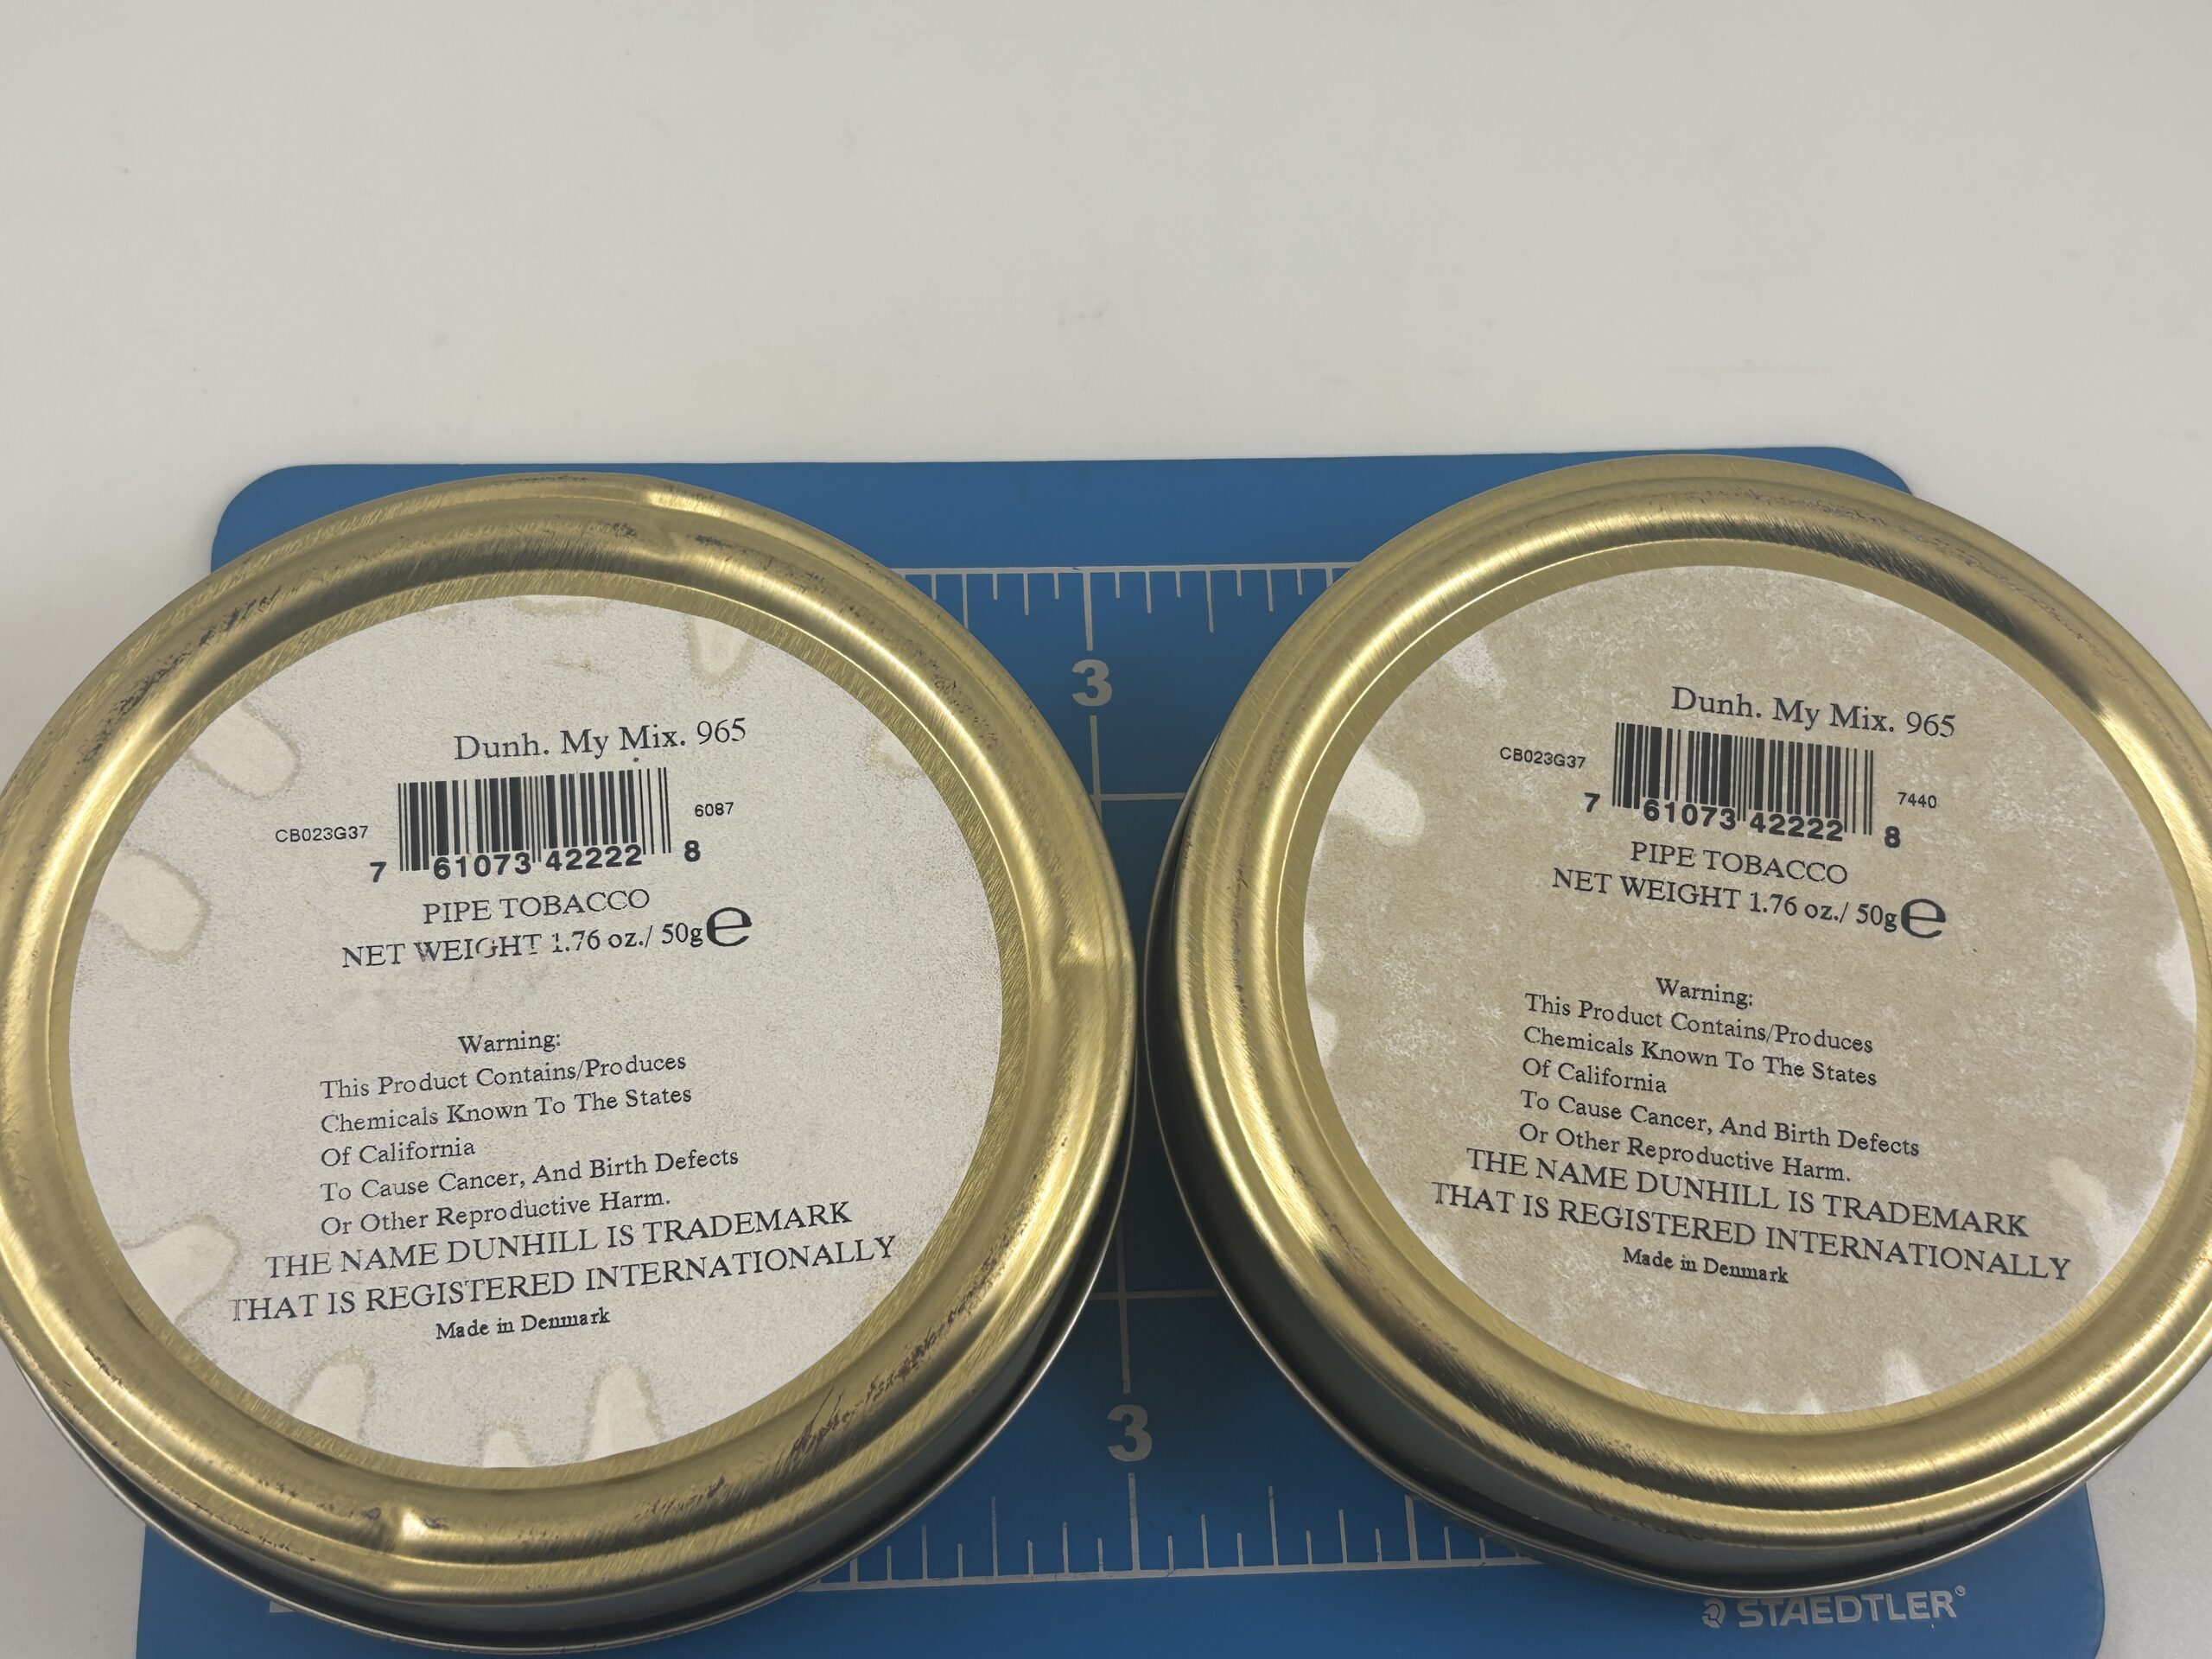 Dunh. My Mix. 965
CB023G37
6087
7 61073 42222 8
PIPE TOBACCO
NET WEIGHT 1.76 oz./ 50g e
Warning:
This Product Contains/Produces
Chemicals Known To The States
Of California
To Cause Cancer, And Birth Defects
Or Other Reproductive Harm.
THE NAME DUNHILL IS TRADEMARK
THAT IS REGISTERED INTERNATIONALLY
Made in Denmark
Dunh. My Mix. 965
CB023G37
7440
7 61073 42222 8
PIPE TOBACCO
NET WEIGHT 1.76 oz./ 50g e
Warning:
This Product Contains/Produces
Chemicals Known To The States
Of California
To Cause Cancer, And Birth Defects
Or Other Reproductive Harm.
THE NAME DUNHILL IS TRADEMARK
THAT IS REGISTERED INTERNATIONALLY
Made in Denmark
3
3
STAEDTLER®